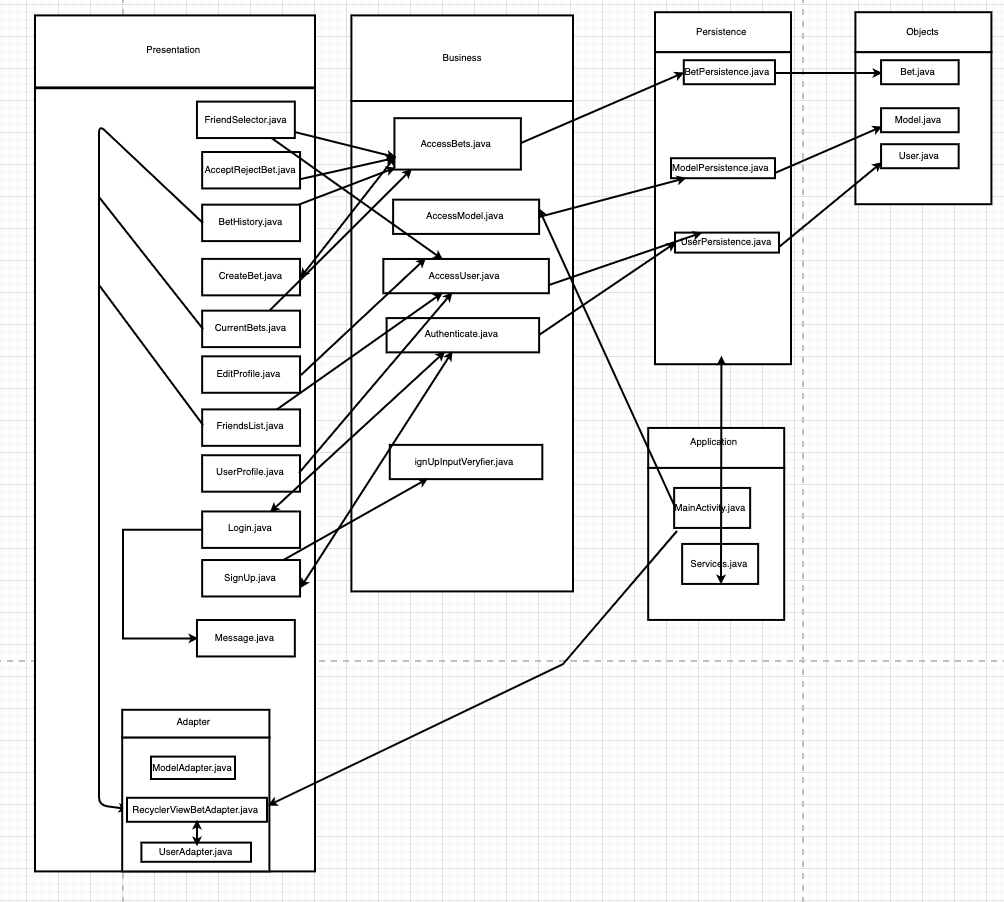 Presentation
FriendSelector.java
AcceptRejectBet.java
BetHistory.java
CreateBet.java
CurrentBets.java
EditProfile.java
FriendsList.java
UserProfile.java
Login.java
SignUp.java
Message.java
Adapter
ModelAdapter.java
RecyclerViewBetAdapter.java
UserAdapter.java
Business
AccessBets.java
AccessModel.java
AccessUser.java
Authenticate.java
ignUpInputVeryfier.java
Persistence
BetPersistence.java
ModelPersistence.java
UserPersistence.java
Application
MainActivity.java
Services.java
Objects
Bet.java
Model.java
User.java